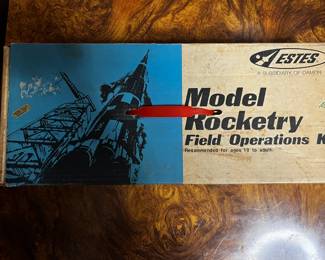 ESTES
A SUBSIDIARY OF DAMON
Model
Rocketry
Field Operations K
Recommended for ages 10 to adult.